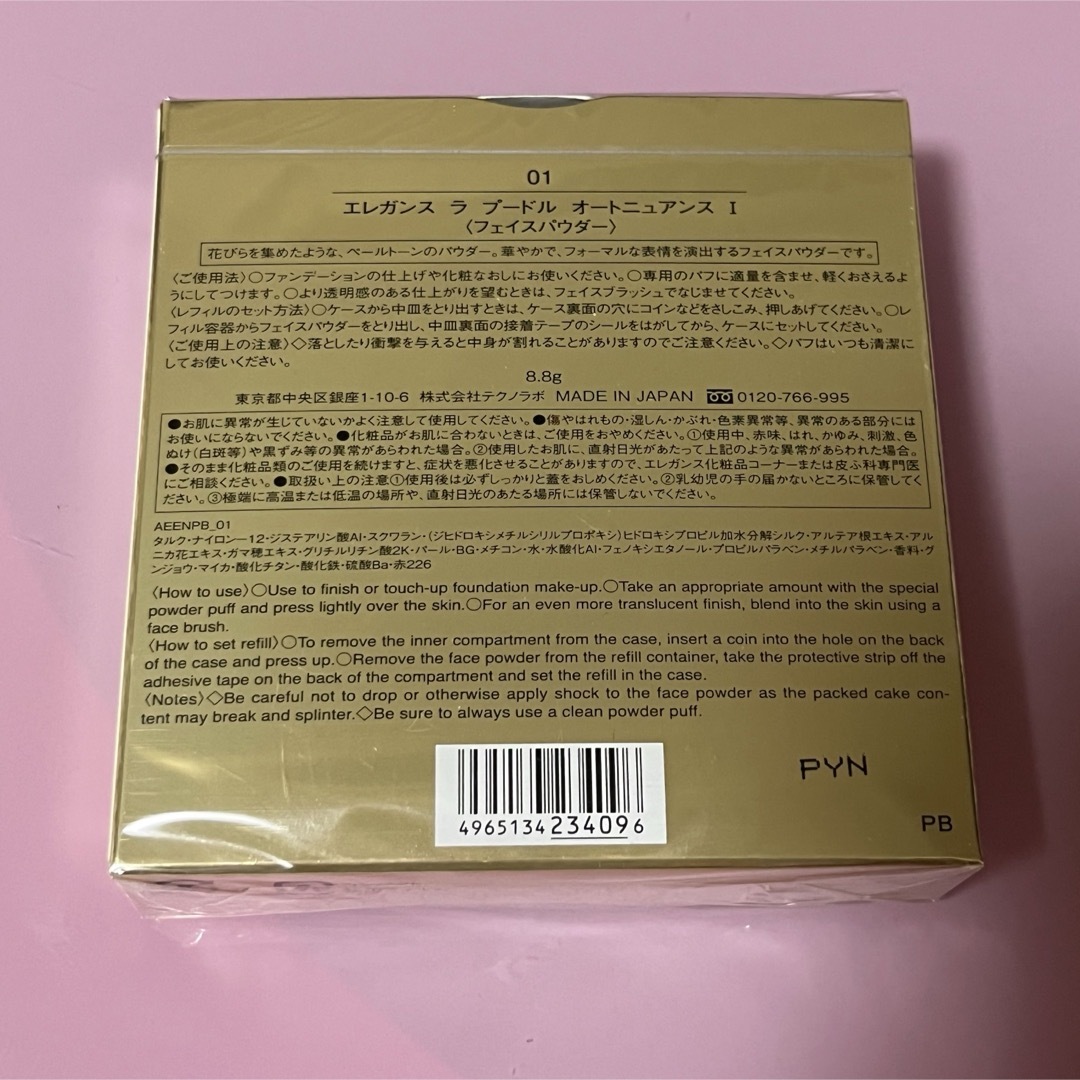 01
エレガンス ラ プードル オートニュアンス I
〈フェイスパウダー〉
花びらを集めたような、ペールトーンのパウダー。華やかで、フォーマルな表情を演出するフェイスパウダーです。
〈ご使用法〉○ファンデーションの仕上げや化粧なおしにお使いください。○専用のパフに適量を含ませ、軽くおさえるよ
うにしてつけます。○より透明感のある仕上がりを望むときは、フェイスブラッシュでなじませてください。
〈レフィルのセット方法〉○ケースから中皿をとり出すときは、ケース裏面の穴にコインなどをさしこみ、押しあげてください。○レ
フィル容器からフェイスパウダーをとり出し、中皿裏面の接着テープのシールをはがしてから、ケースにセットしてください。
〈ご使用上の注意〉◇落としたり衝撃を与えると中身が割れることがありますのでご注意ください。◇パフはいつも清潔に
してお使いください。
8.8g
東京都中央区銀座1-10-6 株式会社テクノラボ MADE IN JAPAN 0120-766-995
●お肌に異常が生じていないかよく注意して使用してください。●傷やはれもの・湿しん・かぶれ・色素異常等、異常のある部分には
お使いにならないでください。●化粧品がお肌に合わないときは、ご使用をおやめください。①使用中、赤味、はれ、かゆみ、刺激、色
ぬけ(白斑等)や黒ずみ等の異常があらわれた場合。②使用したお肌に、直射日光があたって上記のような異常があらわれた場合。
●そのまま化粧品類のご使用を続けますと、症状を悪化させることがありますので、エレガンス化粧品コーナーまたは皮ふ科専門医
にご相談ください。●取扱い上の注意①使用後は必ずしっかりと蓋をおしめください。②乳幼児の手の届かないところに保管してく
ださい。③極端に高温または低温の場所や、直射日光のあたる場所には保管しないでください。
AEENPB_01
タルク・ナイロン―12・ジステアリン酸Al・スクワラン・(ジヒドロキシメチルシリルプロポキシ)ヒドロキシプロピル加水分解シルク・アルテア根エキス・アル
ニカ花エキス・ガマ穂エキス・グリチルリチン酸2K・パール・BG・メチコン・水・水酸化Al・フェノキシエタノール・プロピルパラベン・メチルパラベン・香料・グ
ンジョウ・マイカ・酸化チタン・酸化鉄・硫酸Ba・赤226
〈How to use〉○Use to finish or touch-up foundation make-up.○Take an appropriate amount with the special
powder puff and press lightly over the skin.○For an even more translucent finish, blend into the skin using a
face brush.
〈How to set refill〉○To remove the inner compartment from the case, insert a coin into the hole on the back
of the case and press up.○Remove the face powder from the refill container, take the protective strip off the
adhesive tape on the back of the compartment and set the refill in the case.
〈Notes〉◇Be careful not to drop or otherwise apply shock to the face powder as the packed cake con-
tent may break and splinter.◇Be sure to always use a clean powder puff.
PYN
4965134234096
PB